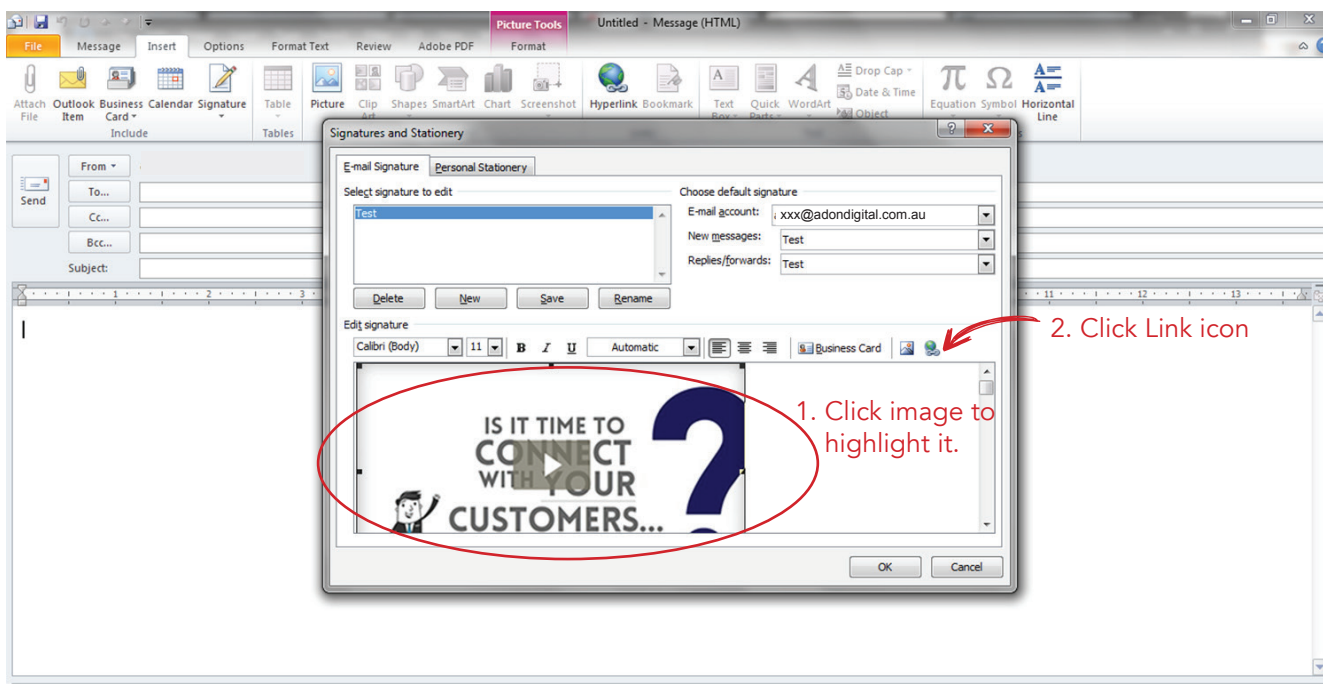 Picture Tools
Untitled - Message (HTML)
File Message Insert Options Format Text Review Adobe PDF Format
Attach File
Outlook Item
Business Card
Calendar
Signature
Table
Picture
Clip Art
Shapes
SmartArt
Chart
Screenshot
Hyperlink
Bookmark
Text Box
Quick Parts
WordArt
Drop Cap
Date & Time
Object
Equation
Symbol
Horizontal Line
Include
Tables
Signatures and Stationery
E-mail Signature Personal Stationery
Select signature to edit
Test
Delete New Save Rename
Choose default signature
E-mail account: xxx@adondigital.com.au
New messages: Test
Replies/forwards: Test
Edit signature
Calibri (Body) 11 B I U Automatic Business Card
IS IT TIME TO
CONNECT
WITH YOUR
CUSTOMERS...
?
OK Cancel
From
Send
To...
Cc...
Bcc...
Subject:
1 2 3 11 12 13
2. Click Link icon
1. Click image to
highlight it.